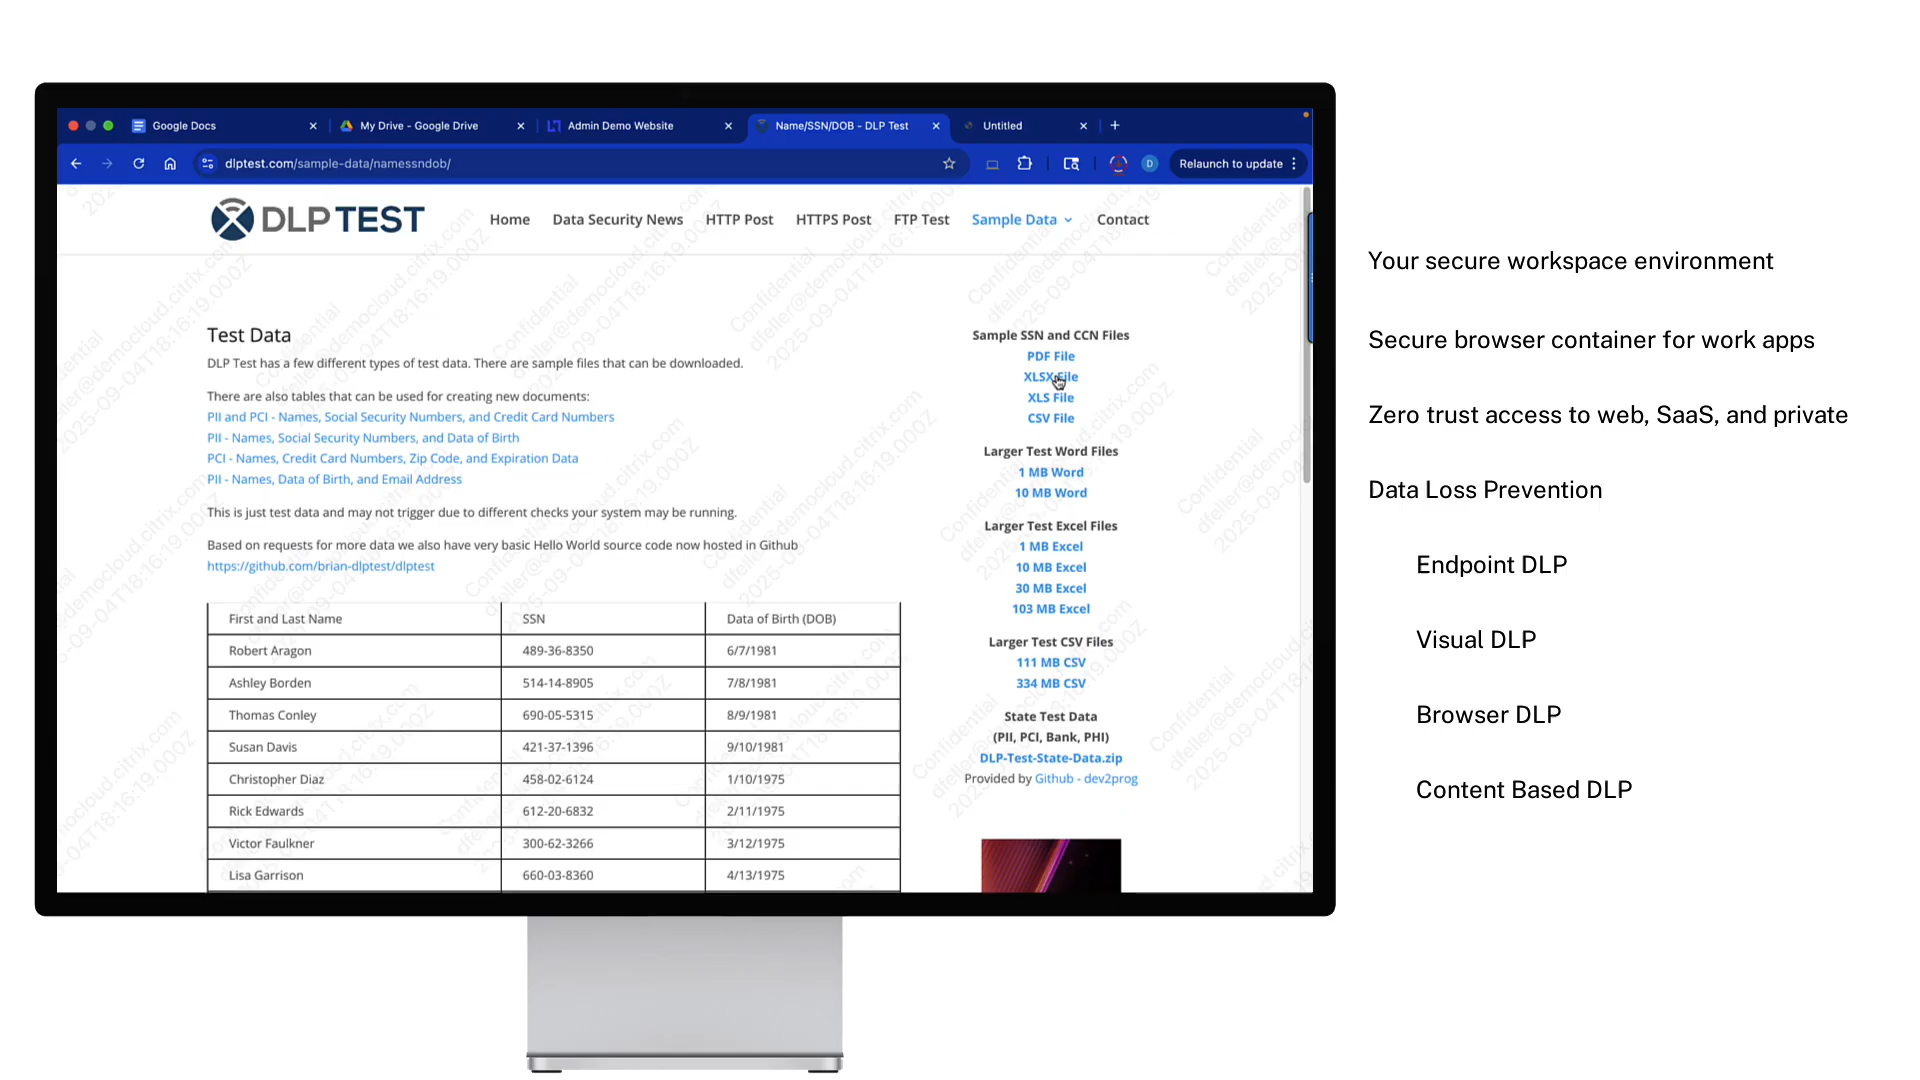 Google Docs
My Drive - Google Drive
Admin Demo Website
Name/SSN/DOB - DLP Test
Untitled
dlptest.com/sample-data/namessndob/
D
Relaunch to update
DLP TEST
Home
Data Security News
HTTP Post
HTTPS Post
FTP Test
Sample Data
Contact
Test Data
DLP Test has a few different types of test data. There are sample files that can be downloaded.
There are also tables that can be used for creating new documents:
PII and PCI - Names, Social Security Numbers, and Credit Card Numbers
PII - Names, Social Security Numbers, and Data of Birth
PCI - Names, Credit Card Numbers, Zip Code, and Expiration Data
PII - Names, Data of Birth, and Email Address
This is just test data and may not trigger due to different checks your system may be running.
Based on requests for more data we also have very basic Hello World source code now hosted in Github
https://github.com/brian-dlptest/dlptest
First and Last Name SSN Data of Birth (DOB)
Robert Aragon 489-36-8350 6/7/1981
Ashley Borden 514-14-8905 7/8/1981
Thomas Conley 690-05-5315 8/9/1981
Susan Davis 421-37-1396 9/10/1981
Christopher Diaz 458-02-6124 1/10/1975
Rick Edwards 612-20-6832 2/11/1975
Victor Faulkner 300-62-3266 3/12/1975
Lisa Garrison 660-03-8360 4/13/1975
Sample SSN and CCN Files
PDF File
XLSX File
XLS File
CSV File
Larger Test Word Files
1 MB Word
10 MB Word
Larger Test Excel Files
1 MB Excel
10 MB Excel
30 MB Excel
103 MB Excel
Larger Test CSV Files
111 MB CSV
334 MB CSV
State Test Data
(PII, PCI, Bank, PHI)
DLP-Test-State-Data.zip
Provided by Github - dev2prog
Confidential
dfeller@democloud.citrix.com
2025-09-04T18:16:19.000Z
Your secure workspace environment
Secure browser container for work apps
Zero trust access to web, SaaS, and private
Data Loss Prevention
Endpoint DLP
Visual DLP
Browser DLP
Content Based DLP